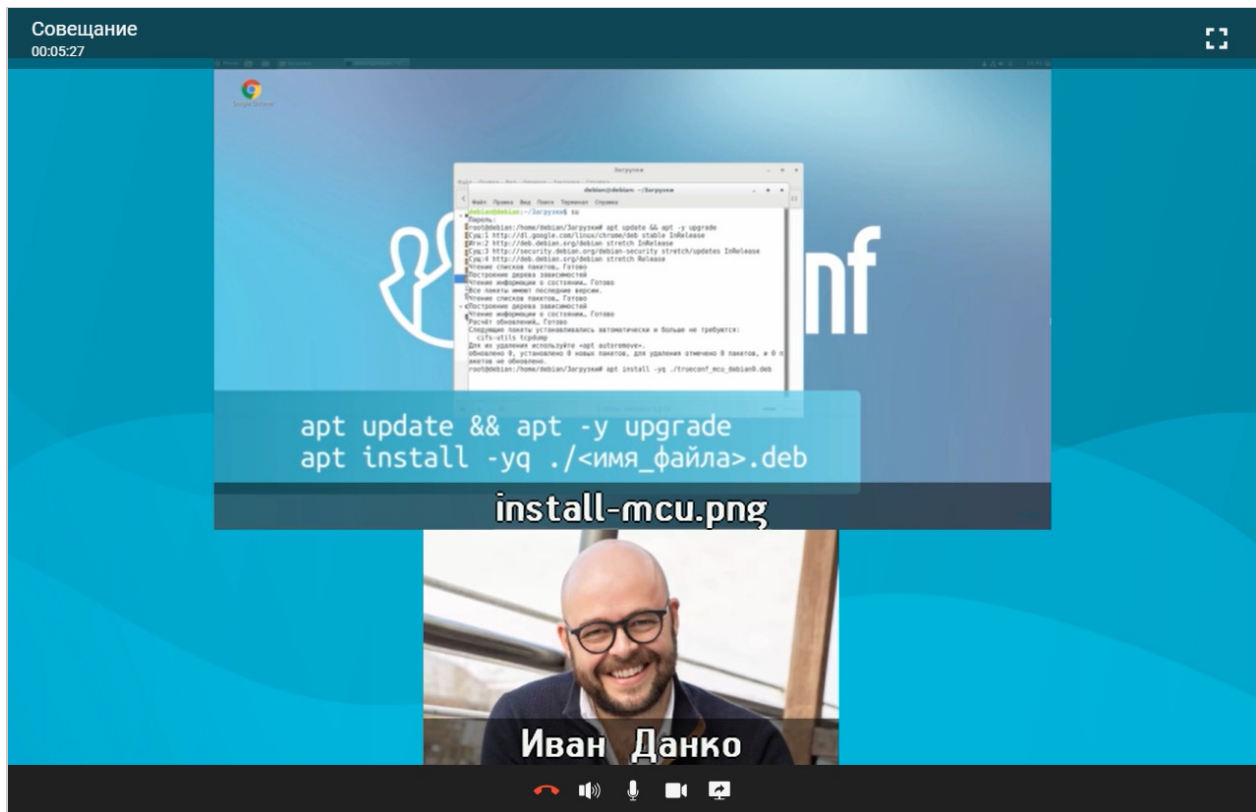 Совещание
00:05:27
Загрузки
debian@debian: ~/Загрузки
Файл Правка Вид Поиск Терминал Справка
debian@debian:~/Загрузки$ su
Пароль:
root@debian:/home/debian/Загрузки# apt update && apt -y upgrade
Сущ:1 http://dl.google.com/linux/chrome/deb stable InRelease
Игн:2 http://deb.debian.org/debian stretch InRelease
Сущ:3 http://security.debian.org/debian-security stretch/updates InRelease
Сущ:4 http://deb.debian.org/debian stretch Release
Чтение списков пакетов… Готово
Построение дерева зависимостей
Чтение информации о состоянии… Готово
Все пакеты имеют последние версии.
Чтение списков пакетов… Готово
Построение дерева зависимостей
Чтение информации о состоянии… Готово
Расчёт обновлений… Готово
Следующие пакеты устанавливались автоматически и больше не требуются:
cifs-utils tcpdump
Для их удаления используйте «apt autoremove».
обновлено 0, установлено 0 новых пакетов, для удаления отмечено 0 пакетов, и 0 п
акетов не обновлено.
root@debian:/home/debian/Загрузки# apt install -yq ./trueconf_mcu_debian9.deb
nf
apt update && apt -y upgrade
apt install -yq ./<имя_файла>.deb
install-mcu.png
Иван Данко